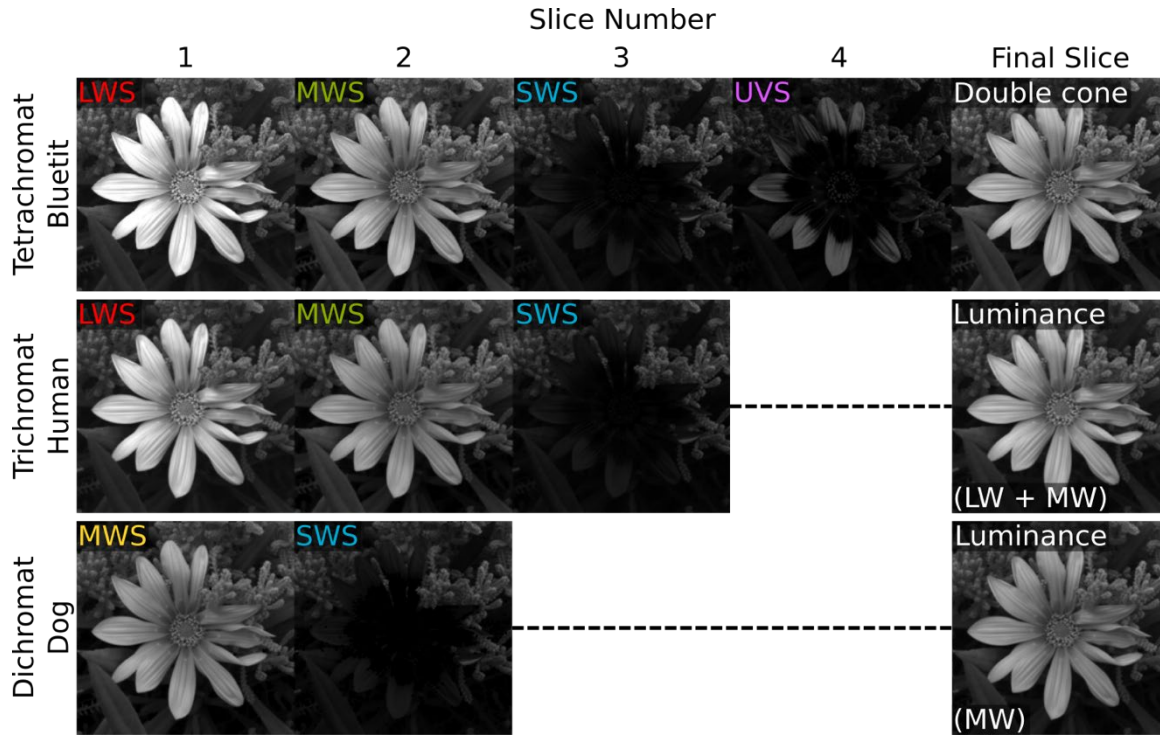 Slice Number
1 2 3 4 Final Slice
Tetrachromat
Bluetit
LWS MWS SWS UVS Double cone
Trichromat
Human
LWS MWS SWS Luminance
(LW + MW)
Dichromat
Dog
MWS SWS Luminance
(MW)